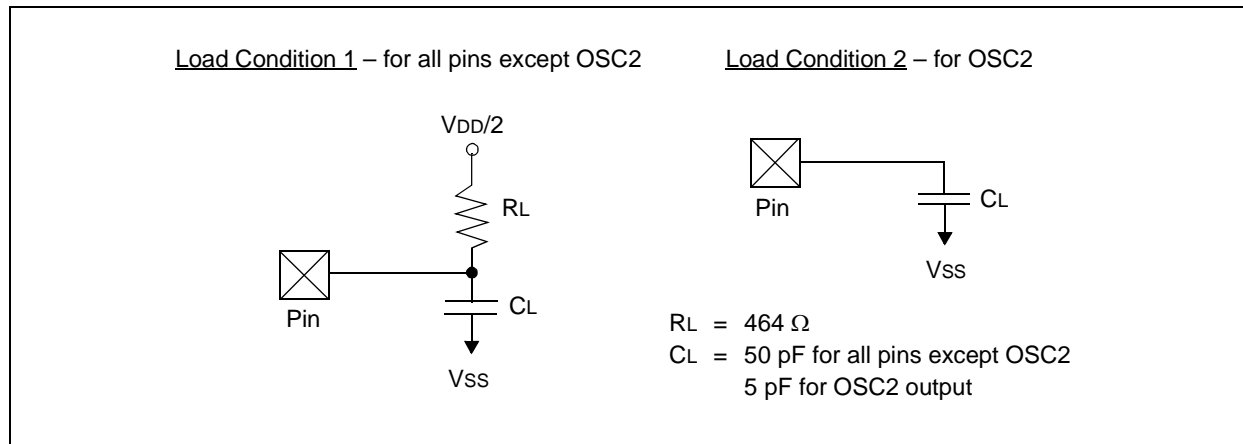 Load Condition 1 – for all pins except OSC2
VDD/2
RL
Pin
CL
VSS
Load Condition 2 – for OSC2
Pin
CL
VSS
RL = 464 Ω
CL = 50 pF for all pins except OSC2
5 pF for OSC2 output